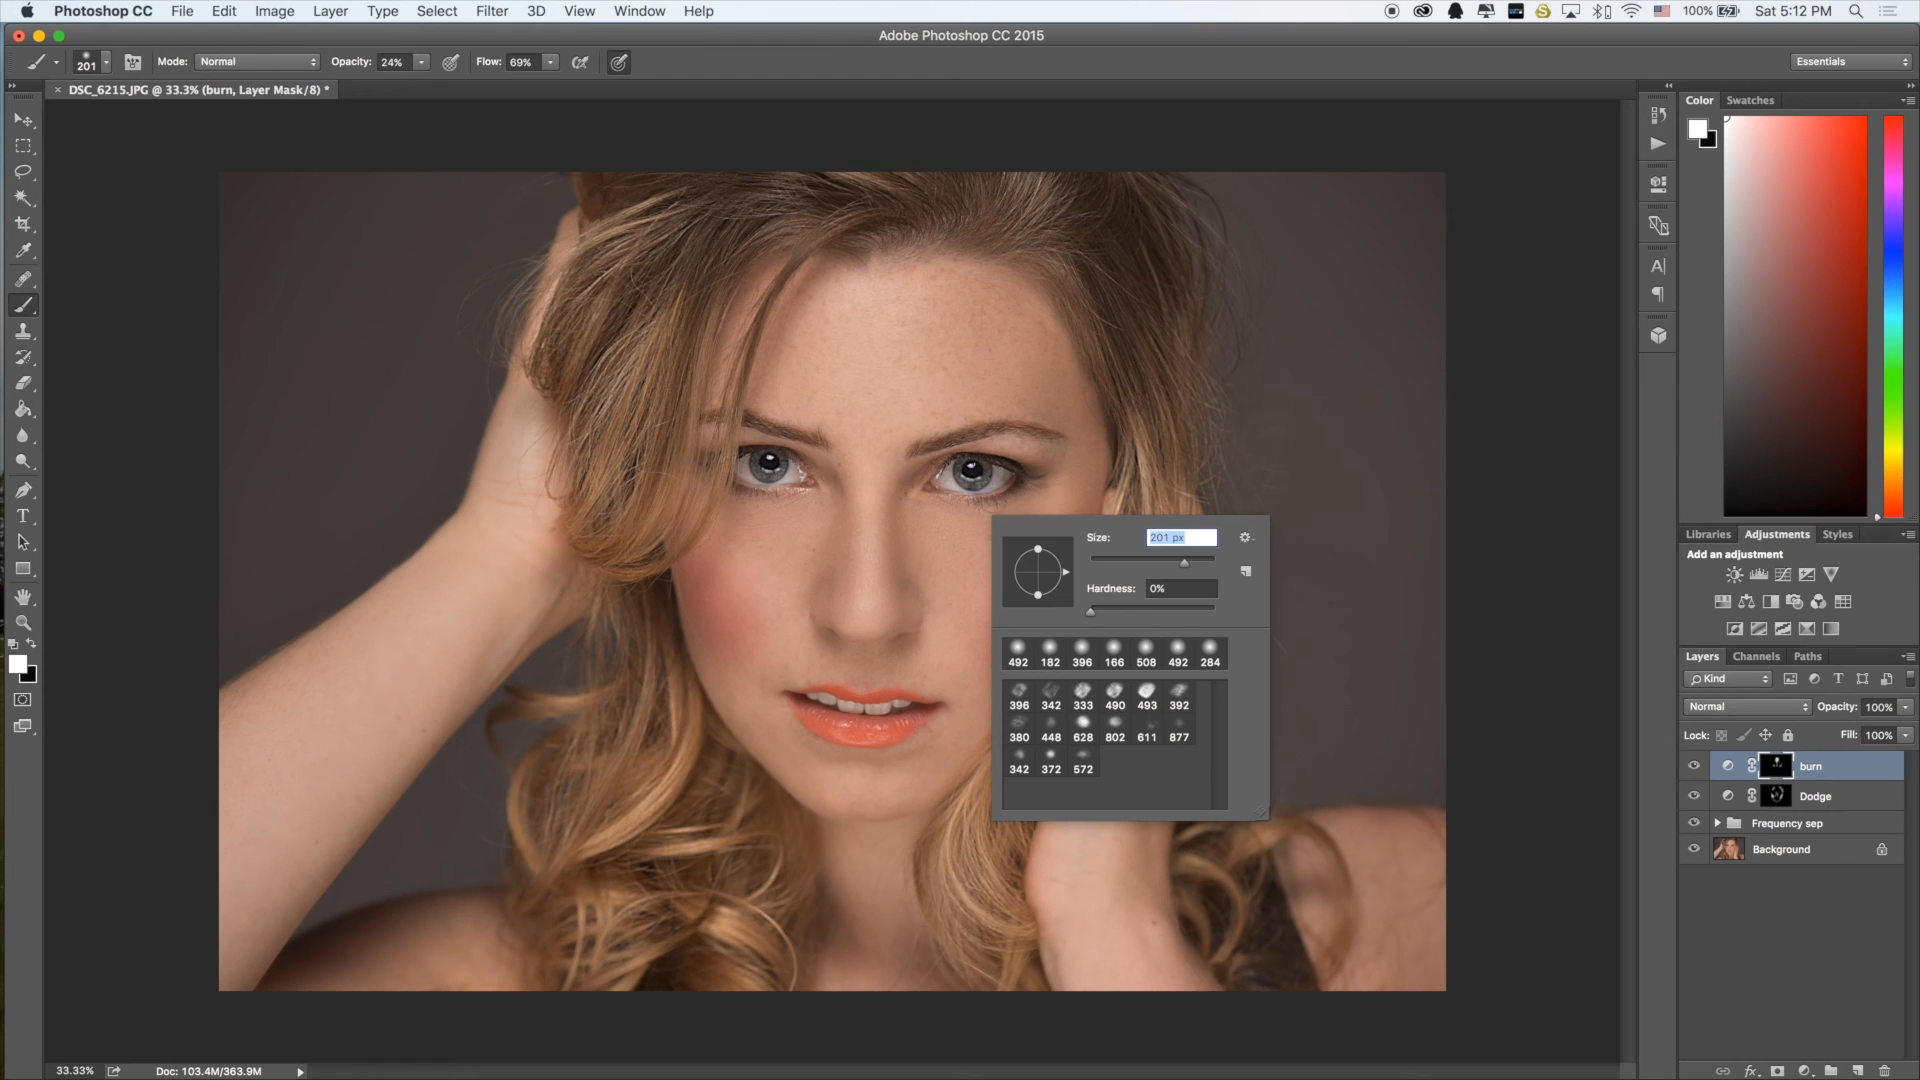 Photoshop CC File Edit Image Layer Type Select Filter 3D View Window Help 100% Sat 5:12 PM
Adobe Photoshop CC 2015
201 Mode: Normal Opacity: 24% Flow: 69% Essentials
× DSC_6215.JPG @ 33.3% (burn, Layer Mask/8) *
Color Swatches
Size: 201 px
Hardness: 0%
492 182 396 166 508 492 284
396 342 333 490 493 392
380 448 628 802 611 877
342 372 572
Libraries Adjustments Styles
Add an adjustment
Layers Channels Paths
Kind
Normal Opacity: 100%
Lock: Fill: 100%
burn
Dodge
Frequency sep
Background
33.33% Doc: 103.4M/363.9M